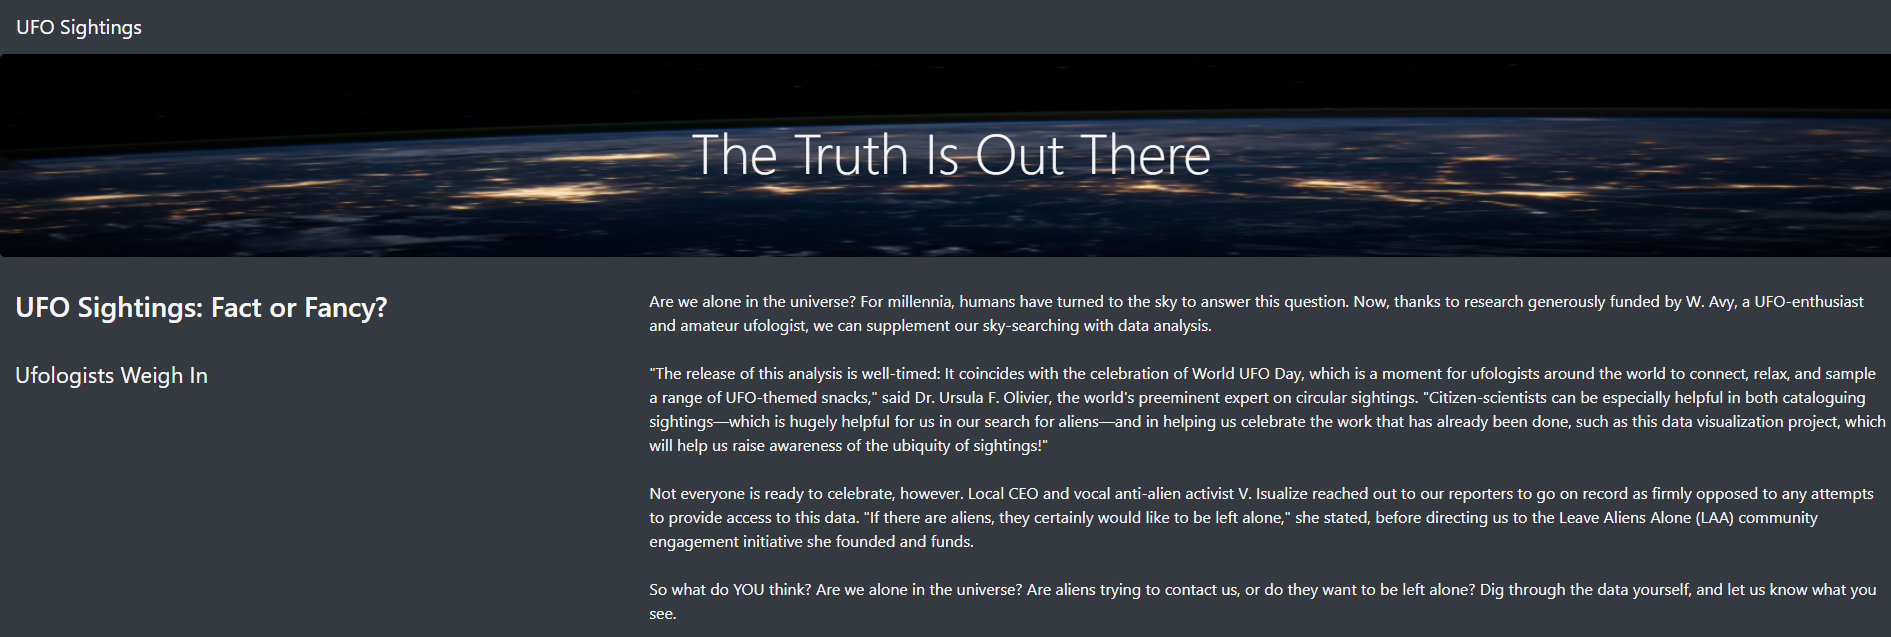 UFO Sightings
The Truth Is Out There
UFO Sightings: Fact or Fancy?
Ufologists Weigh In
Are we alone in the universe? For millennia, humans have turned to the sky to answer this question. Now, thanks to research generously funded by W. Avy, a UFO-enthusiast
and amateur ufologist, we can supplement our sky-searching with data analysis.
"The release of this analysis is well-timed: It coincides with the celebration of World UFO Day, which is a moment for ufologists around the world to connect, relax, and sample
a range of UFO-themed snacks," said Dr. Ursula F. Olivier, the world's preeminent expert on circular sightings. "Citizen-scientists can be especially helpful in both cataloguing
sightings—which is hugely helpful for us in our search for aliens—and in helping us celebrate the work that has already been done, such as this data visualization project, which
will help us raise awareness of the ubiquity of sightings!"
Not everyone is ready to celebrate, however. Local CEO and vocal anti-alien activist V. Isualize reached out to our reporters to go on record as firmly opposed to any attempts
to provide access to this data. "If there are aliens, they certainly would like to be left alone," she stated, before directing us to the Leave Aliens Alone (LAA) community
engagement initiative she founded and funds.
So what do YOU think? Are we alone in the universe? Are aliens trying to contact us, or do they want to be left alone? Dig through the data yourself, and let us know what you
see.